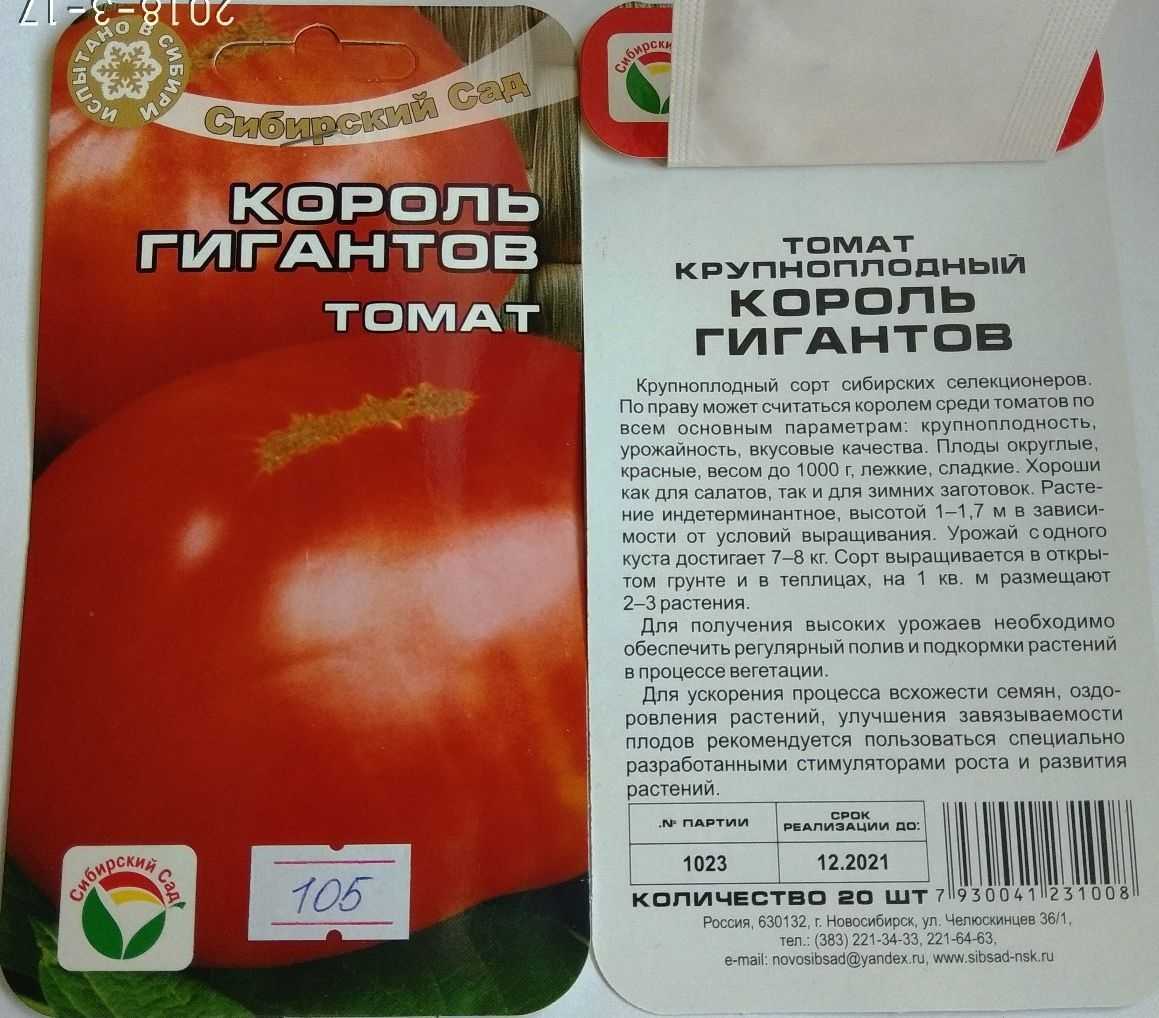 2018-3-17
ИСПЫТАНО В СИБИРИ
Сибирский Сад
КОРОЛЬ
ГИГАНТОВ
ТОМАТ
Сибирский Сад
105
ТОМАТ
КРУПНОПЛОДНЫЙ
КОРОЛЬ
ГИГАНТОВ
Крупноплодный сорт сибирских селекционеров.
По праву может считаться королем среди томатов по
всем основным параметрам: крупноплодность,
урожайность, вкусовые качества. Плоды округлые,
красные, весом до 1000 г, лежкие, сладкие. Хороши
как для салатов, так и для зимних заготовок. Расте-
ние индетерминантное, высотой 1–1,7 м в зависи-
мости от условий выращивания. Урожай с одного
куста достигает 7–8 кг. Сорт выращивается в откры-
том грунте и в теплицах, на 1 кв. м размещают
2–3 растения.
Для получения высоких урожаев необходимо
обеспечить регулярный полив и подкормки растений
в процессе вегетации.
Для ускорения процесса всхожести семян, оздо-
ровления растений, улучшения завязываемости
плодов рекомендуется пользоваться специально
разработанными стимуляторами роста и развития
растений.
№ ПАРТИИ
СРОК
РЕАЛИЗАЦИИ ДО:
1023
12.2021
КОЛИЧЕСТВО 20 ШТ
7 930041 231008
Россия, 630132, г. Новосибирск, ул. Челюскинцев 36/1,
тел.: (383) 221-34-33, 221-64-63,
e-mail: novosibsad@yandex.ru, www.sibsad-nsk.ru